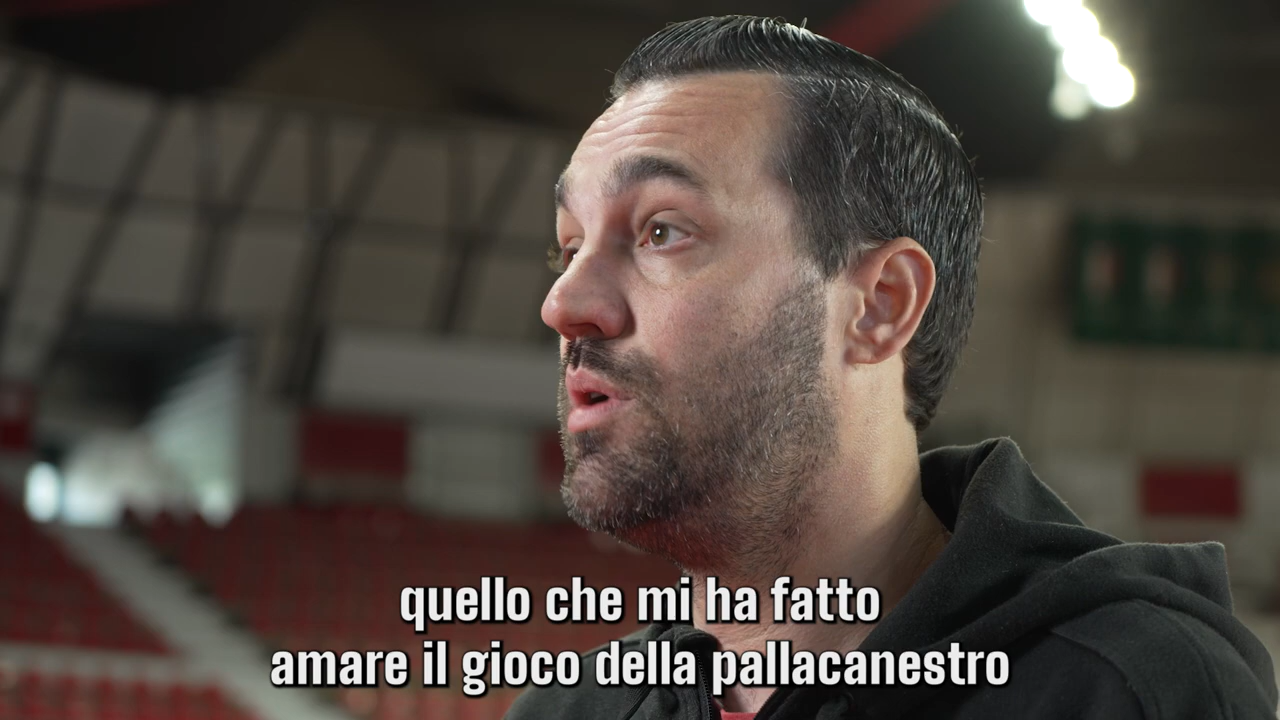 quello che mi ha fatto
amare il gioco della pallacanestro